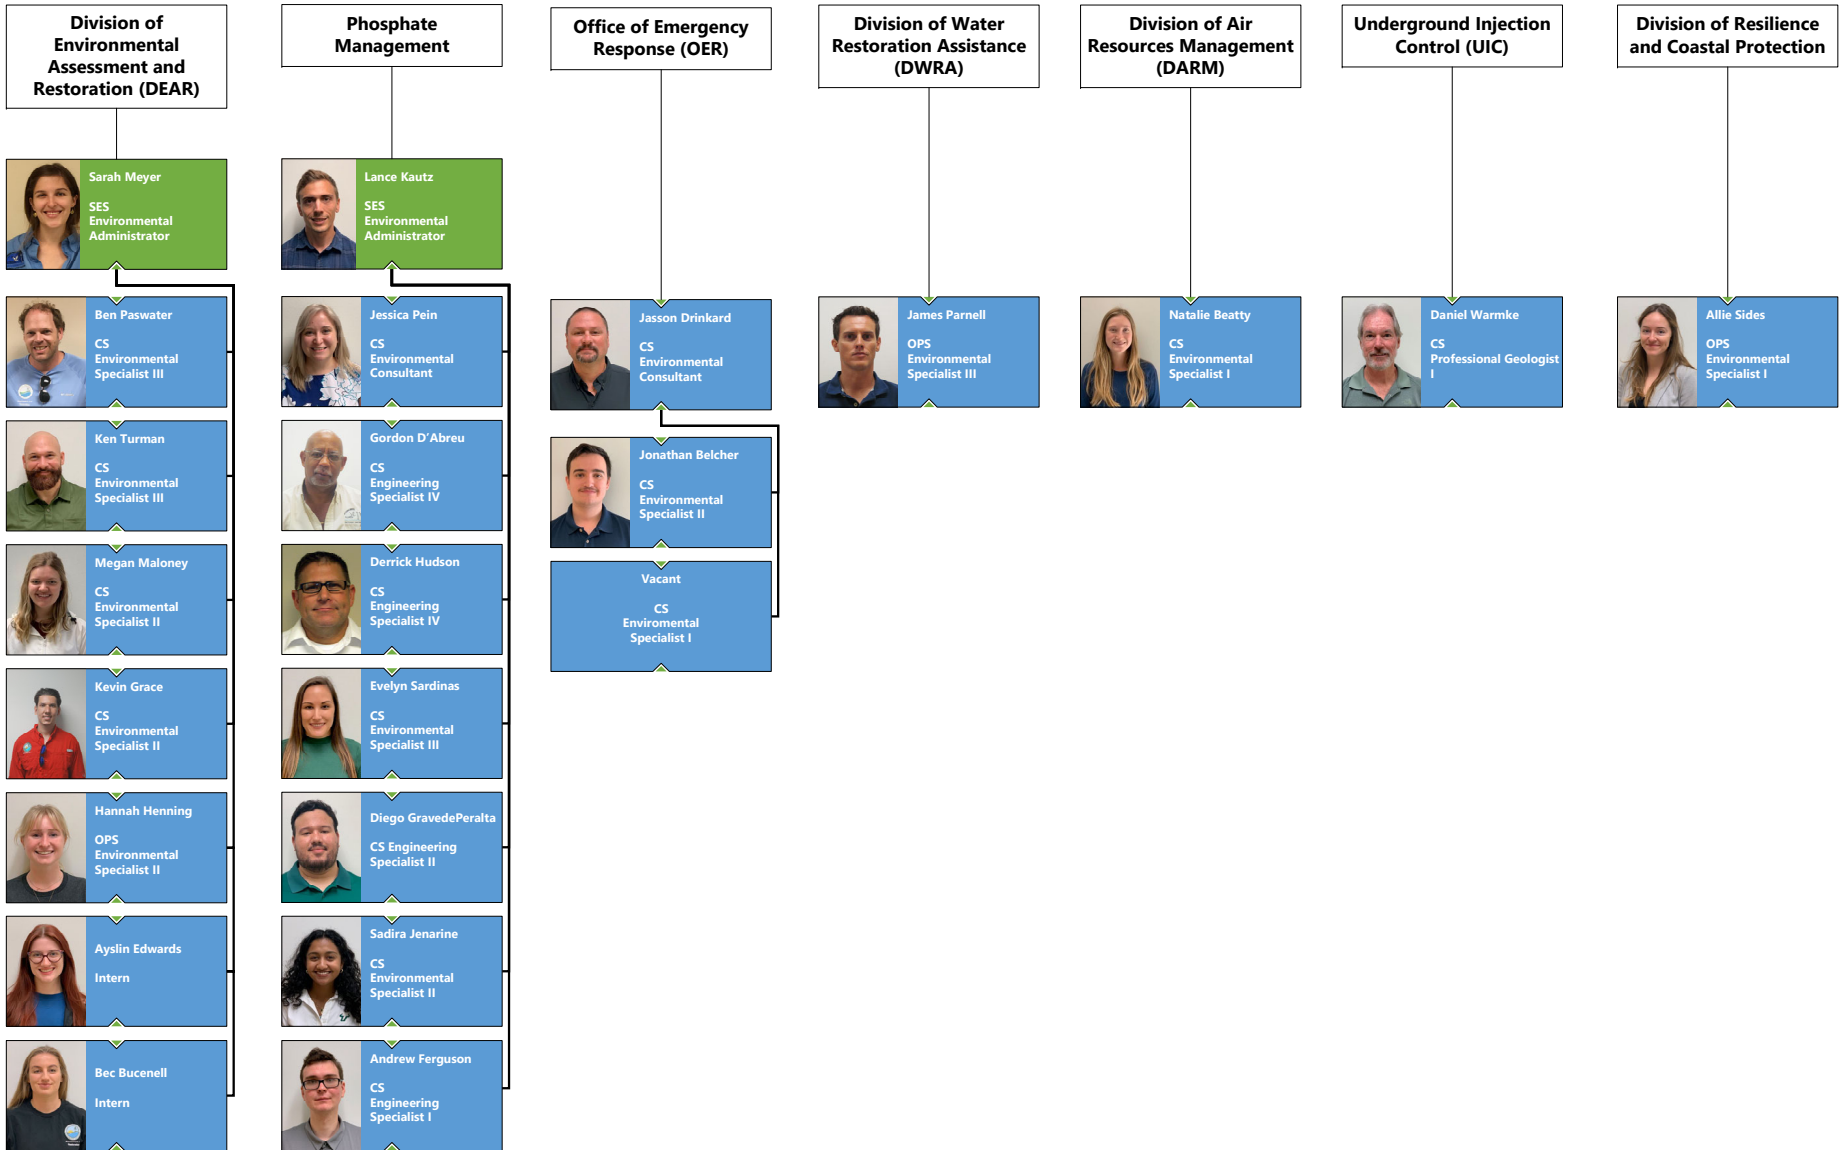 Division of
Environmental
Assessment and
Restoration (DEAR)
Sarah Meyer
SES
Environmental
Administrator
Ben Paswater
CS
Environmental
Specialist III
Ken Turman
CS
Environmental
Specialist III
Megan Maloney
CS
Environmental
Specialist II
Kevin Grace
CS
Environmental
Specialist II
Hannah Henning
OPS
Environmental
Specialist II
Ayslin Edwards
Intern
Bec Bucenell
Intern
Phosphate
Management
Lance Kautz
SES
Environmental
Administrator
Jessica Pein
CS
Environmental
Consultant
Gordon D'Abreu
CS
Engineering
Specialist IV
Derrick Hudson
CS
Engineering
Specialist IV
Evelyn Sardinas
CS
Environmental
Specialist III
Diego GravedePeralta
CS Engineering
Specialist II
Sadira Jenarine
CS
Environmental
Specialist II
Andrew Ferguson
CS
Engineering
Specialist I
Office of Emergency
Response (OER)
Jasson Drinkard
CS
Environmental
Consultant
Jonathan Belcher
CS
Environmental
Specialist II
Vacant
CS
Enviromental
Specialist I
Division of Water
Restoration Assistance
(DWRA)
James Parnell
OPS
Environmental
Specialist III
Division of Air
Resources Management
(DARM)
Natalie Beatty
CS
Environmental
Specialist I
Underground Injection
Control (UIC)
Daniel Warmke
CS
Professional Geologist
I
Division of Resilience
and Coastal Protection
Allie Sides
OPS
Environmental
Specialist I